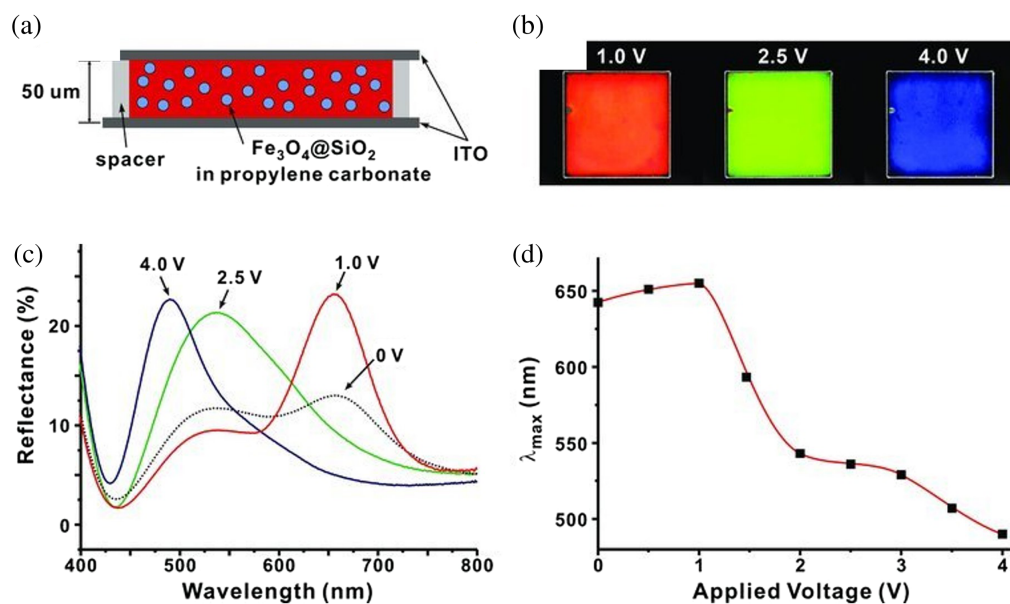 (a)
50 um
spacer
Fe₃O₄@SiO₂
in propylene carbonate
ITO
(b)
1.0 V
2.5 V
4.0 V
(c)
4.0 V
2.5 V
1.0 V
0 V
Reflectance (%)
20
10
0
400
500
600
700
800
Wavelength (nm)
(d)
λmax (nm)
650
600
550
500
0
1
2
3
4
Applied Voltage (V)